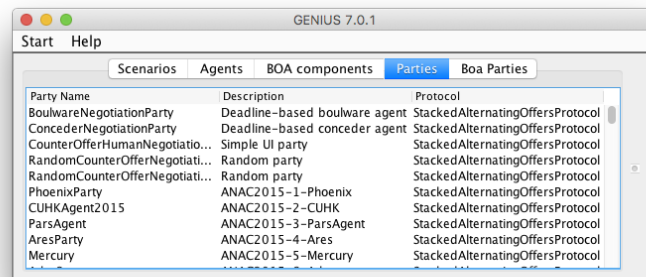 GENIUS 7.0.1
Start Help
Scenarios Agents BOA components Parties Boa Parties
Party Name Description Protocol
BoulwareNegotiationParty Deadline-based boulware agent StackedAlternatingOffersProtocol
ConcederNegotiationParty Deadline-based conceder agent StackedAlternatingOffersProtocol
CounterOfferHumanNegotiatio... Simple UI party StackedAlternatingOffersProtocol
RandomCounterOfferNegotiati... Random party StackedAlternatingOffersProtocol
RandomCounterOfferNegotiati... Random party StackedAlternatingOffersProtocol
PhoenixParty ANAC2015-1-Phoenix StackedAlternatingOffersProtocol
CUHKAgent2015 ANAC2015-2-CUHK StackedAlternatingOffersProtocol
ParsAgent ANAC2015-3-ParsAgent StackedAlternatingOffersProtocol
AresParty ANAC2015-4-Ares StackedAlternatingOffersProtocol
Mercury ANAC2015-5-Mercury StackedAlternatingOffersProtocol